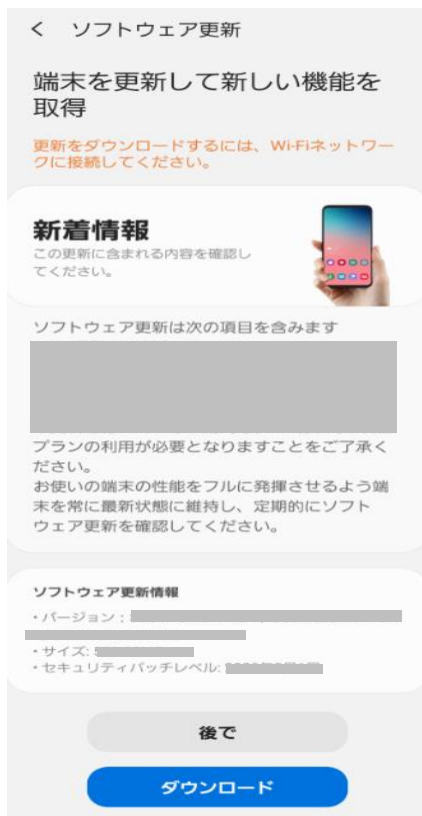 ソフトウェア更新
端末を更新して新しい機能を
取得
更新をダウンロードするには、Wi-Fiネットワー
クに接続してください。
新着情報
この更新に含まれる内容を確認し
てください。
ソフトウェア更新は次の項目を含みます
プランの利用が必要となりますことをご了承く
ださい。
お使いの端末の性能をフルに発揮させるよう端
末を常に最新状態に維持し、定期的にソフト
ウェア更新を確認してください。
ソフトウェア更新情報
・バージョン：
・サイズ:
・セキュリティパッチレベル:
後で
ダウンロード